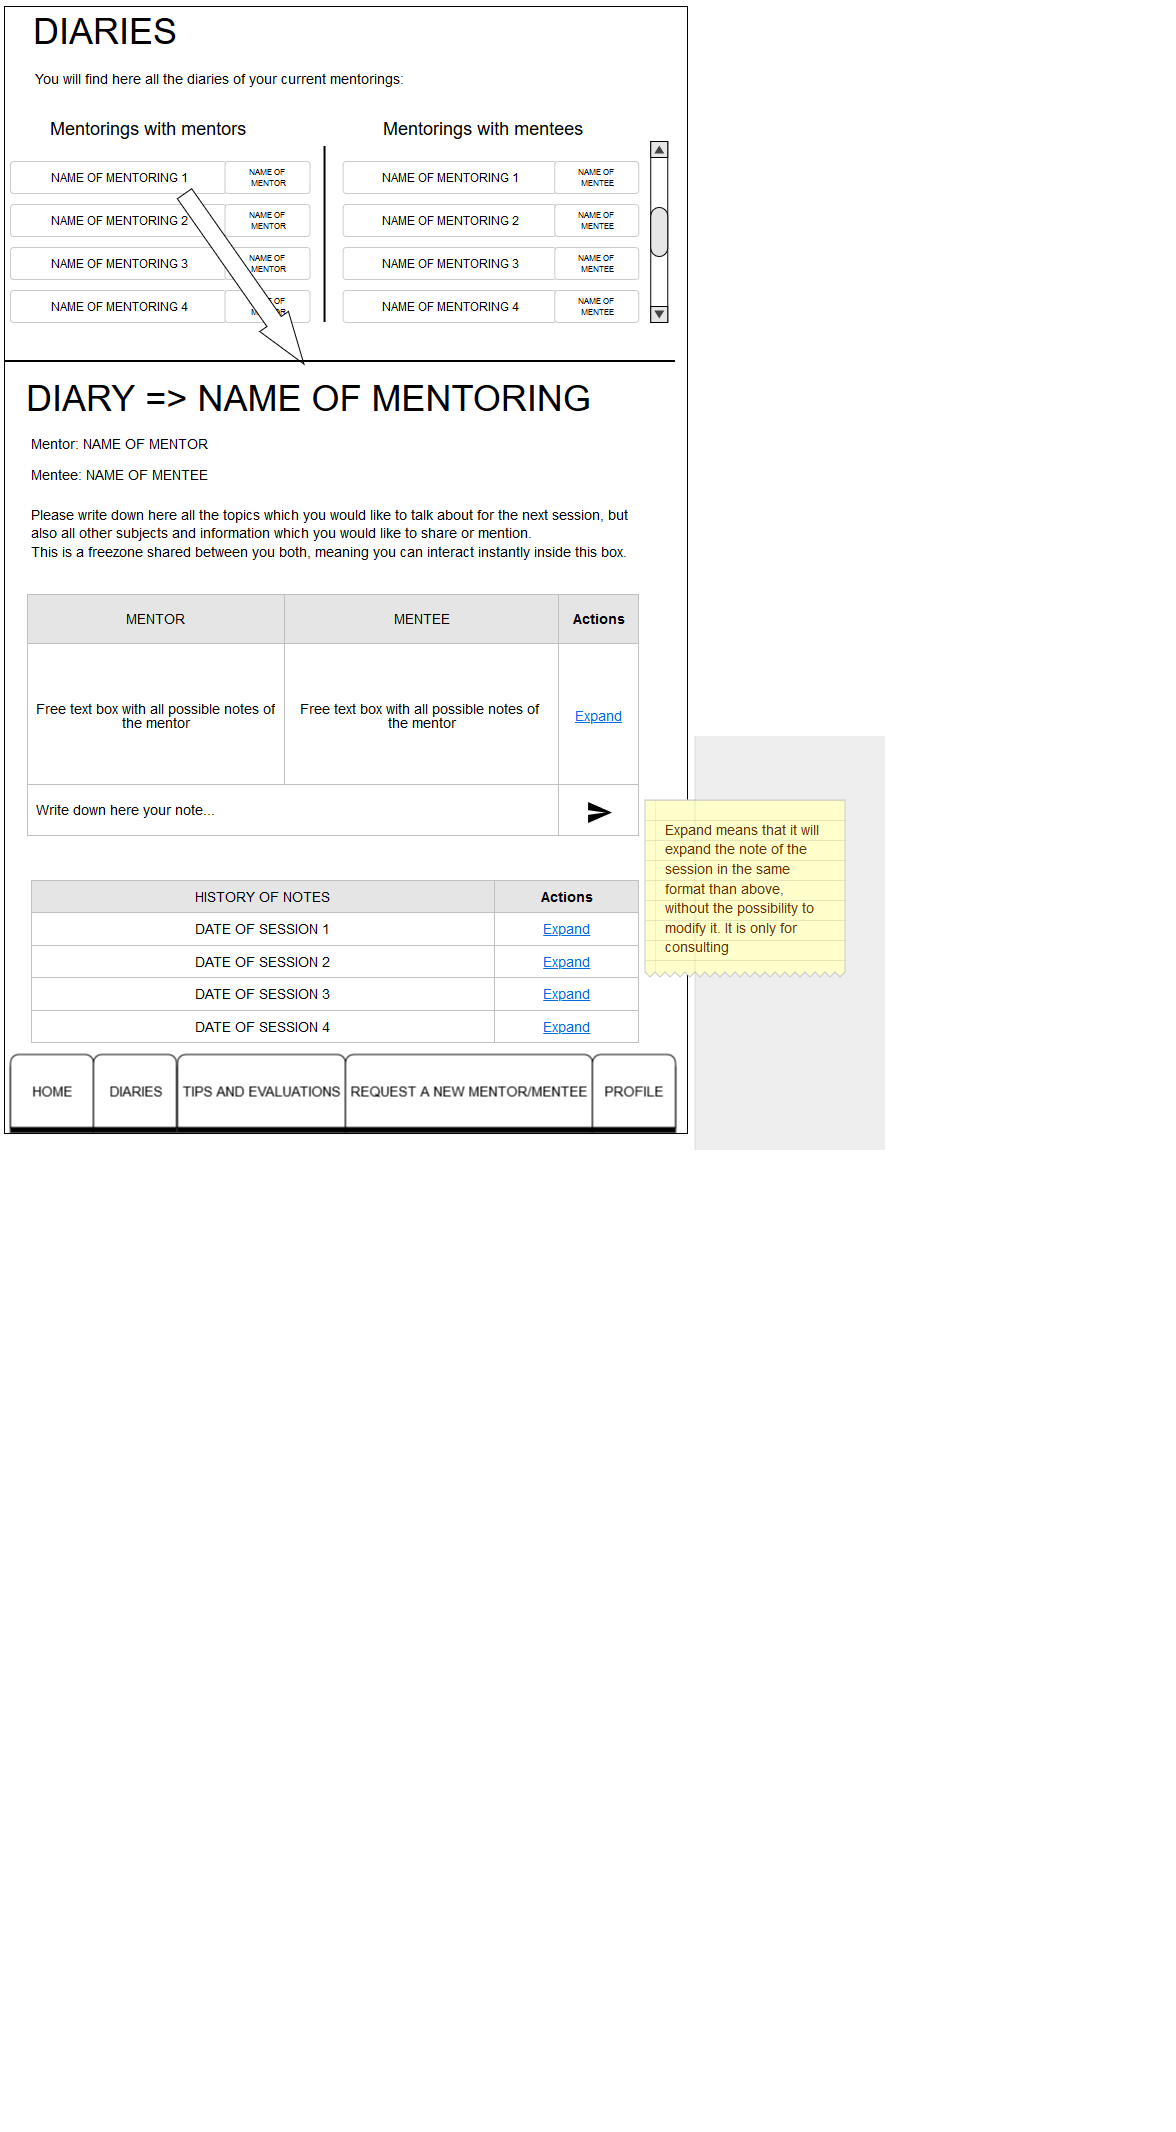 DIARIES
You will find here all the diaries of your current mentorings:
Mentorings with mentors
NAME OF MENTORING 1
NAME OF
MENTOR
NAME OF MENTORING 2
NAME OF
MENTOR
NAME OF MENTORING 3
NAME OF
MENTOR
NAME OF MENTORING 4
OF
Mentorings with mentees
NAME OF MENTORING 1
NAME OF
MENTEE
NAME OF MENTORING 2
NAME OF
MENTEE
NAME OF MENTORING 3
NAME OF
MENTEE
NAME OF MENTORING 4
NAME OF
MENTEE
DIARY => NAME OF MENTORING
Mentor: NAME OF MENTOR
Mentee: NAME OF MENTEE
Please write down here all the topics which you would like to talk about for the next session, but
also all other subjects and information which you would like to share or mention.
This is a freezone shared between you both, meaning you can interact instantly inside this box.
MENTOR
MENTEE
Actions
Free text box with all possible notes of
the mentor
Free text box with all possible notes of
the mentor
Expand
Write down here your note...
HISTORY OF NOTES
Actions
DATE OF SESSION 1
Expand
DATE OF SESSION 2
Expand
DATE OF SESSION 3
Expand
DATE OF SESSION 4
Expand
Expand means that it will
expand the note of the
session in the same
format than above,
without the possibility to
modify it. It is only for
consulting
HOME
DIARIES
TIPS AND EVALUATIONS
REQUEST A NEW MENTOR/MENTEE
PROFILE